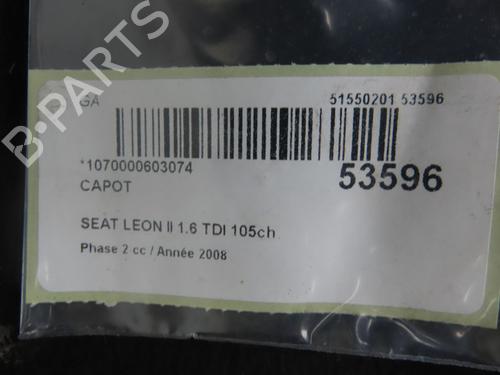 GA
51550201 53596
*1070000603074
53596
CAPOT
SEAT LEON II 1.6 TDI 105ch
Phase 2 cc / Année 2008
B-PARTS